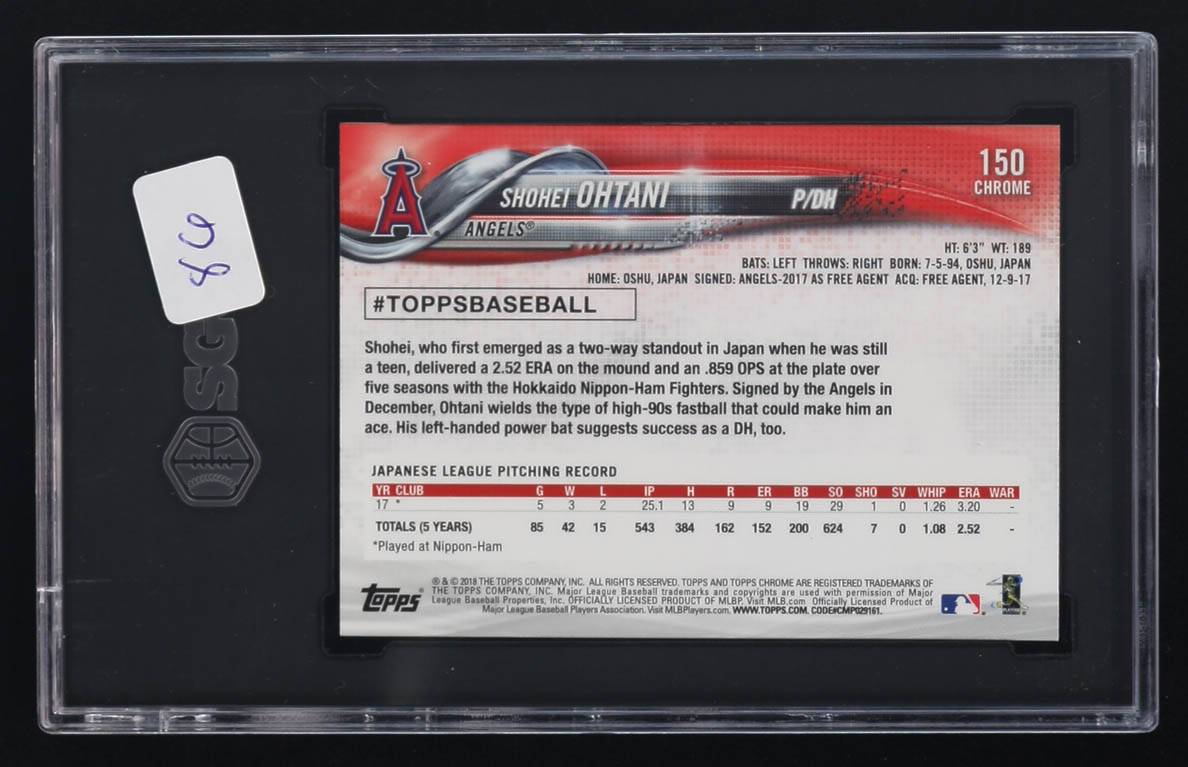 86
SG
A
SHOHEI OHTANI
P/DH
150
CHROME
ANGELS®
HT: 6'3" WT: 189
BATS: LEFT THROWS: RIGHT BORN: 7-5-94, OSHU, JAPAN
HOME: OSHU, JAPAN SIGNED: ANGELS-2017 AS FREE AGENT ACQ: FREE AGENT, 12-9-17
#TOPPSBASEBALL
Shohei, who first emerged as a two-way standout in Japan when he was still
a teen, delivered a 2.52 ERA on the mound and an .859 OPS at the plate over
five seasons with the Hokkaido Nippon-Ham Fighters. Signed by the Angels in
December, Ohtani wields the type of high-90s fastball that could make him an
ace. His left-handed power bat suggests success as a DH, too.
JAPANESE LEAGUE PITCHING RECORD
YR CLUB G W L IP H R ER BB SO SHO SV WHIP ERA WAR
17 * 5 3 2 25.1 13 9 9 19 29 1 0 1.26 3.20 -
TOTALS (5 YEARS) 85 42 15 543 384 162 152 200 624 7 0 1.08 2.52 -
*Played at Nippon-Ham
Topps®
® & © 2018 THE TOPPS COMPANY, INC. ALL RIGHTS RESERVED. TOPPS AND TOPPS CHROME ARE REGISTERED TRADEMARKS OF
THE TOPPS COMPANY, INC. Major League Baseball trademarks and copyrights are used with permission of Major
League Baseball Properties, Inc. OFFICIALLY LICENSED PRODUCT OF MLBP. Visit MLB.com Officially Licensed Product of
Major League Baseball Players Association. Visit MLBPlayers.com. WWW.TOPPS.COM. CODE#CMP029161.